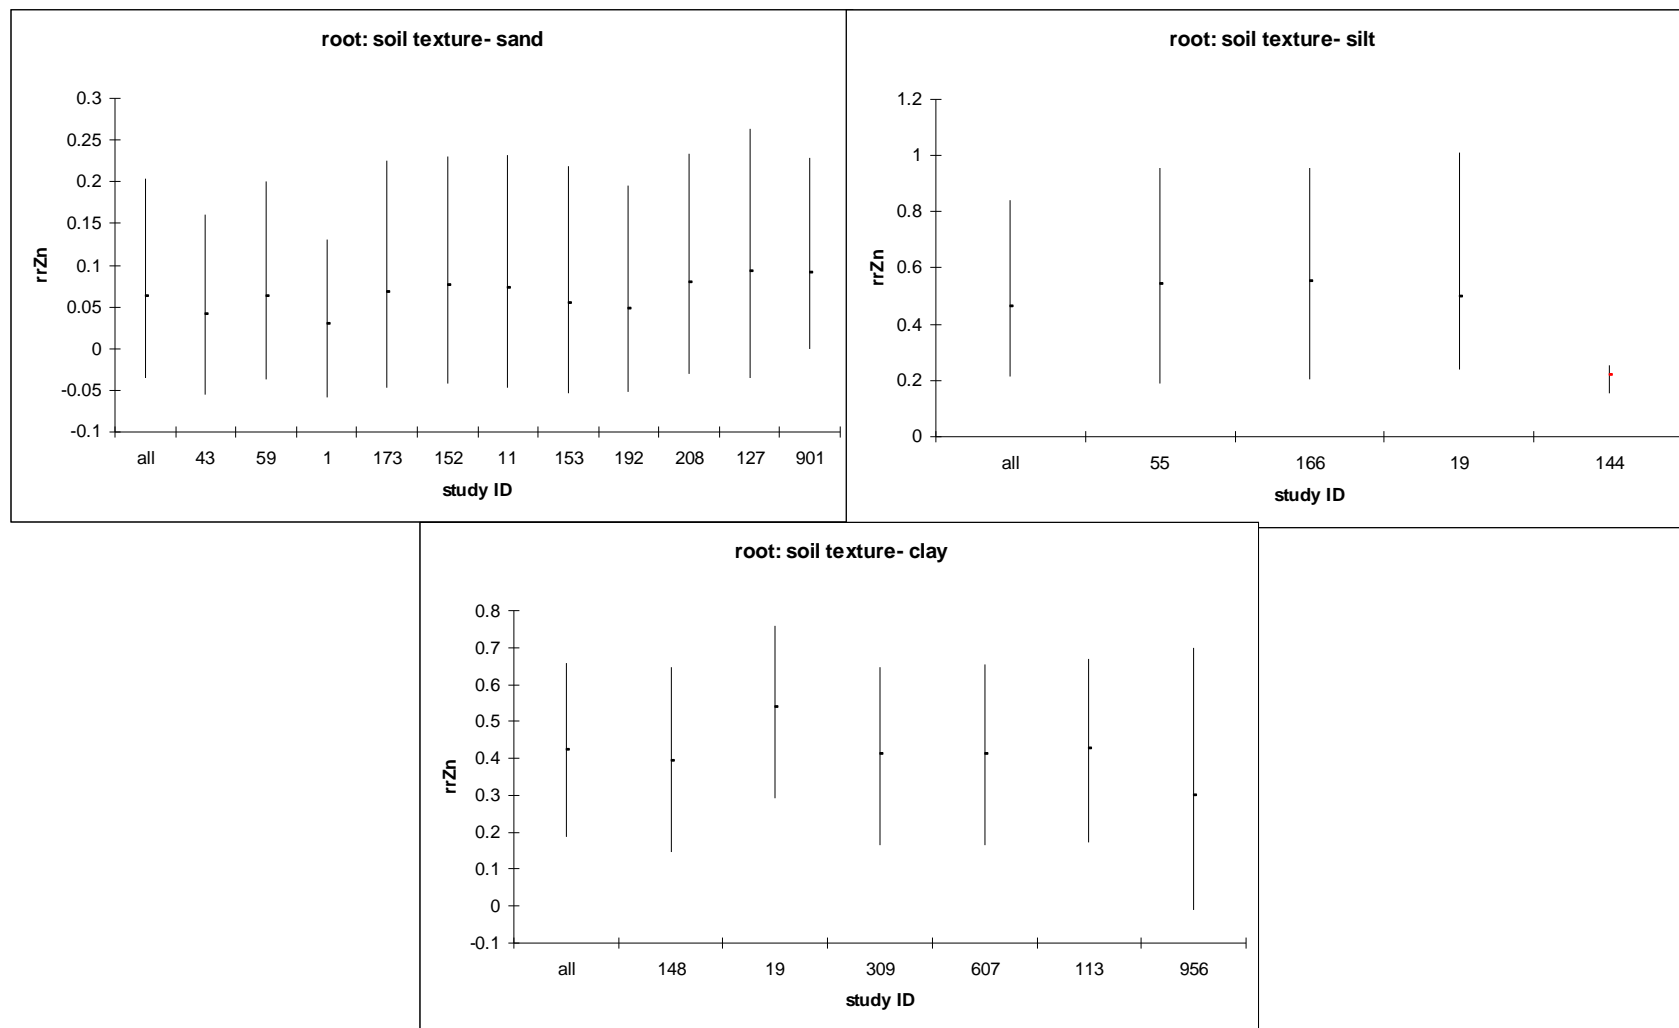 root: soil texture- sand
0.3
0.25
0.2
0.15
0.1
0.05
0
-0.05
-0.1
rrZn
all 43 59 1 173 152 11 153 192 208 127 901
study ID
root: soil texture- silt
1.2
1
0.8
0.6
0.4
0.2
0
rrZn
all 55 166 19 144
study ID
root: soil texture- clay
0.8
0.7
0.6
0.5
0.4
0.3
0.2
0.1
0
-0.1
rrZn
all 148 19 309 607 113 956
study ID